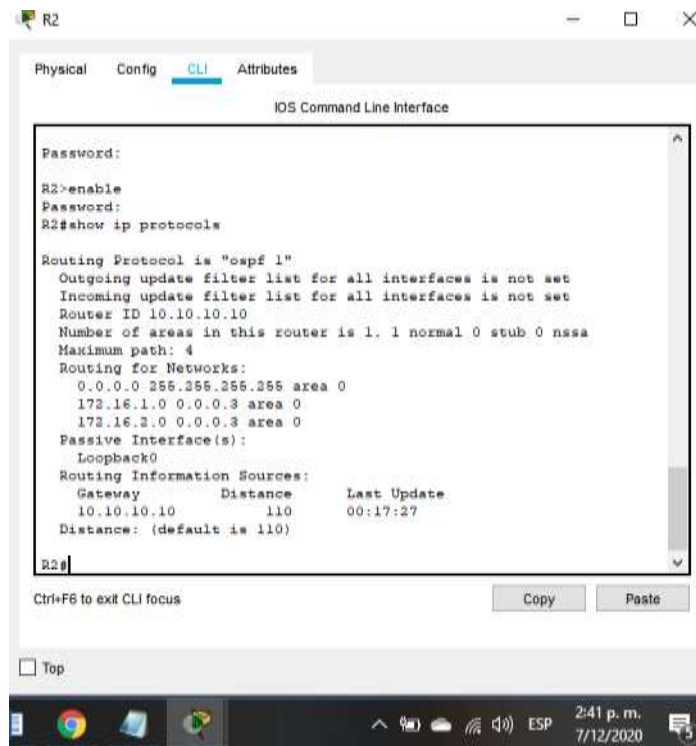 R2
Physical Config CLI Attributes
IOS Command Line Interface
Password:
R2>enable
Password:
R2#show ip protocols
Routing Protocol is "ospf 1"
Outgoing update filter list for all interfaces is not set
Incoming update filter list for all interfaces is not set
Router ID 10.10.10.10
Number of areas in this router is 1. 1 normal 0 stub 0 nssa
Maximum path: 4
Routing for Networks:
0.0.0.0 255.255.255.255 area 0
172.16.1.0 0.0.0.3 area 0
172.16.2.0 0.0.0.3 area 0
Passive Interface(s):
Loopback0
Routing Information Sources:
Gateway Distance Last Update
10.10.10.10 110 00:17:27
Distance: (default is 110)
R2#
Ctrl+F6 to exit CLI focus Copy Paste
Top
ESP 2:41 p. m.
7/12/2020